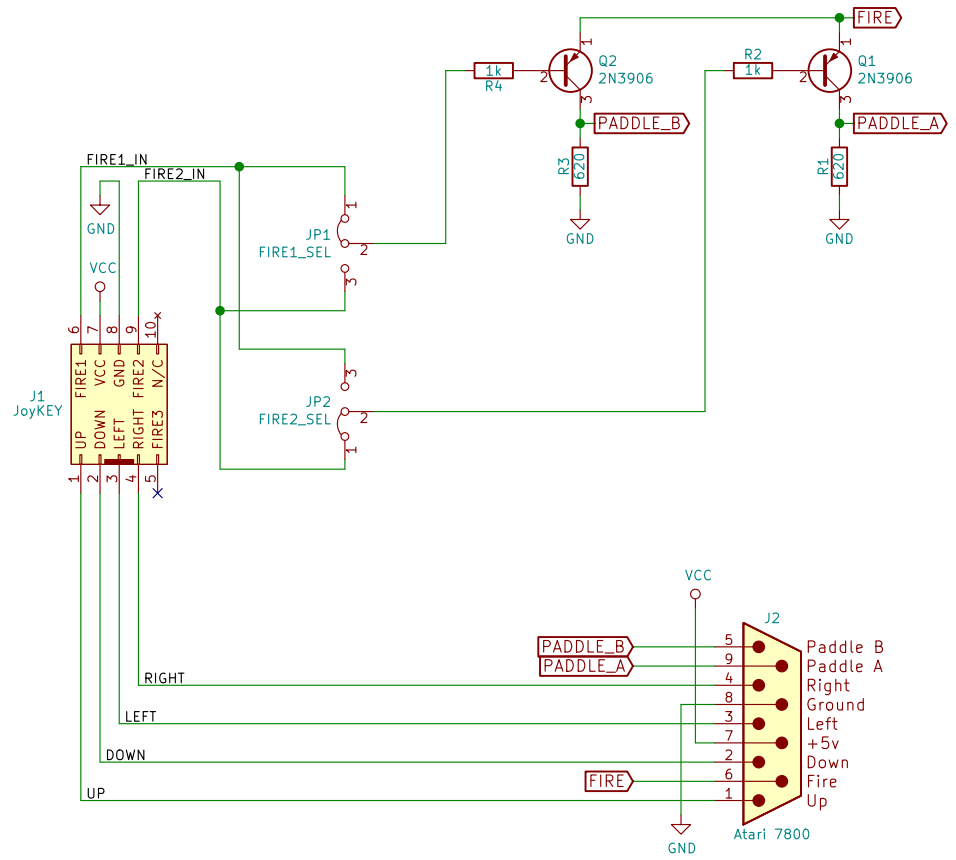 FIRE
1
Q2
2N3906
1k
R4
2
3
PADDLE_B
R3
620
GND
1
R2
1k
Q1
2N3906
2
3
PADDLE_A
R1
620
GND
FIRE1_IN
FIRE2_IN
GND
VCC
1
JP1
FIRE1_SEL
2
3
3
JP2
FIRE2_SEL
2
1
6
7
8
9
10
J1
JoyKEY
FIRE1
VCC
GND
FIRE2
N/C
UP
DOWN
LEFT
RIGHT
FIRE3
1
2
3
4
5
VCC
J2
PADDLE_B
5
Paddle B
PADDLE_A
9
Paddle A
RIGHT
4
Right
8
Ground
LEFT
3
Left
7
+5v
DOWN
2
Down
FIRE
6
Fire
UP
1
Up
GND
Atari 7800